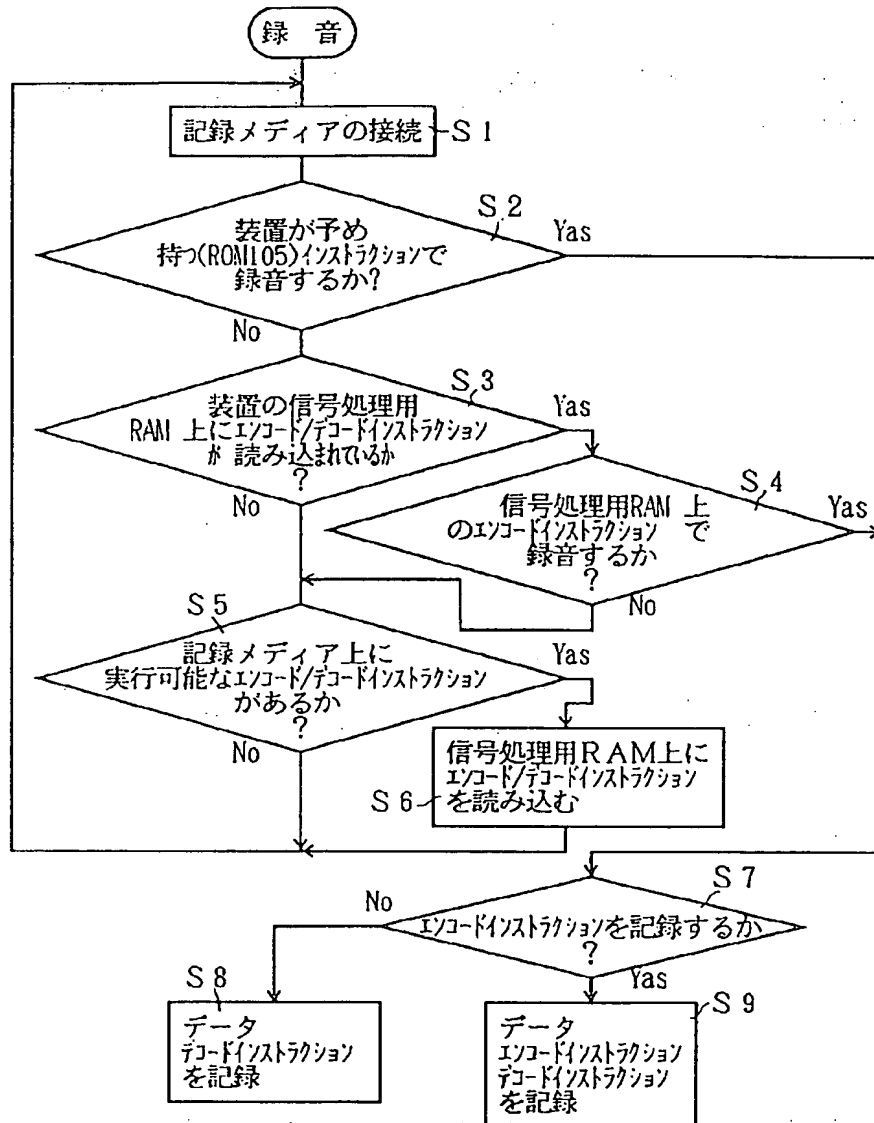 録 音
記録メディアの接続
S1
装置が予め
持つ(ROM105)インストラクションで
録音するか?
S2
Yas
No
装置の信号処理用
RAM 上にエンコード/デコードインストラクション
が 読み込まれているか
?
S3
Yas
No
信号処理用RAM 上
のエンコードインストラクション で
録音するか
?
S4
Yas
No
S5
記録メディア上に
実行可能なエンコード/デコードインストラクション
があるか
?
Yas
No
信号処理用RAM上に
エンコード/デコードインストラクション
を読み込む
S6
S7
エンコードインストラクションを記録するか
?
No
Yas
S8
データ
デコードインストラクション
を記録
S9
データ
エンコードインストラクション
デコードインストラクション
を記録